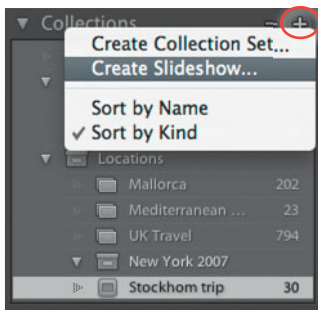 Collections
Create Collection Set...
Create Slideshow...
Sort by Name
✓ Sort by Kind
Locations
Mallorca 202
Mediterranean ... 23
UK Travel 794
New York 2007
Stockhom trip 30